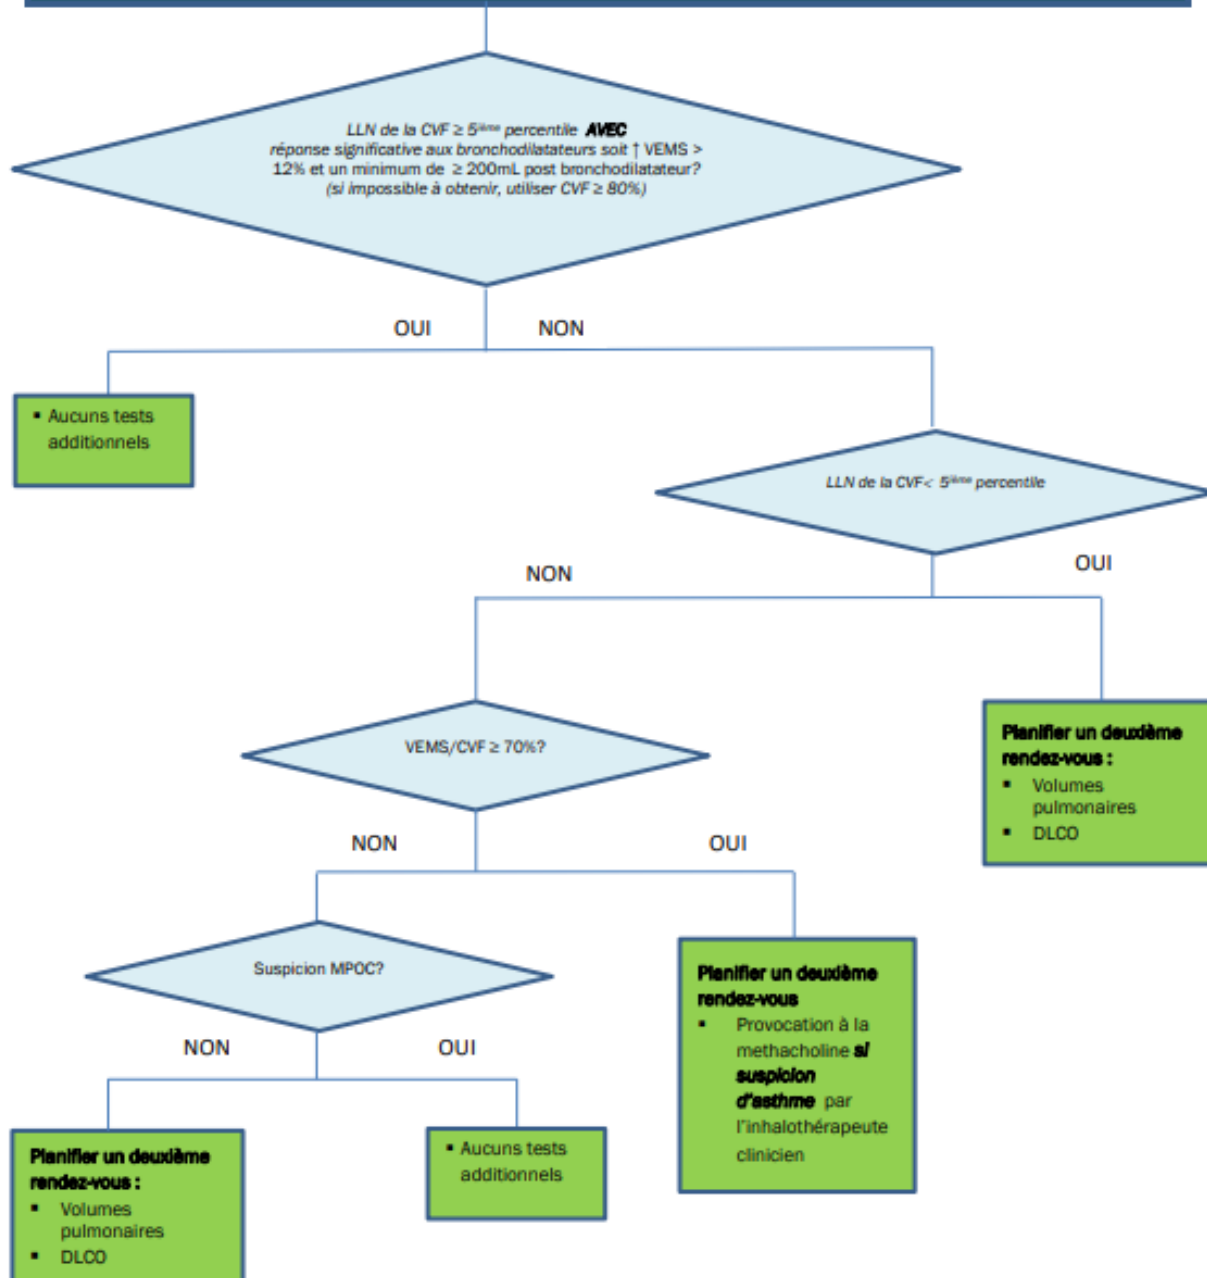 LLN de la CVF ≥ 5ième percentile AVEC
réponse significative aux bronchodilatateurs soit ↑ VEMS >
12% et un minimum de ≥ 200mL post bronchodilatateur?
(si impossible à obtenir, utiliser CVF ≥ 80%)
OUI
NON
▪ Aucuns tests
additionnels
LLN de la CVF< 5ième percentile
NON
OUI
VEMS/CVF ≥ 70%?
Planifier un deuxième
rendez-vous :
▪ Volumes
pulmonaires
▪ DLCO
NON
OUI
Suspicion MPOC?
Planifier un deuxième
rendez-vous
▪ Provocation à la
methacholine si
suspicion
d'asthme par
l'inhalothérapeute
clinicien
NON
OUI
Planifier un deuxième
rendez-vous :
▪ Volumes
pulmonaires
▪ DLCO
▪ Aucuns tests
additionnels